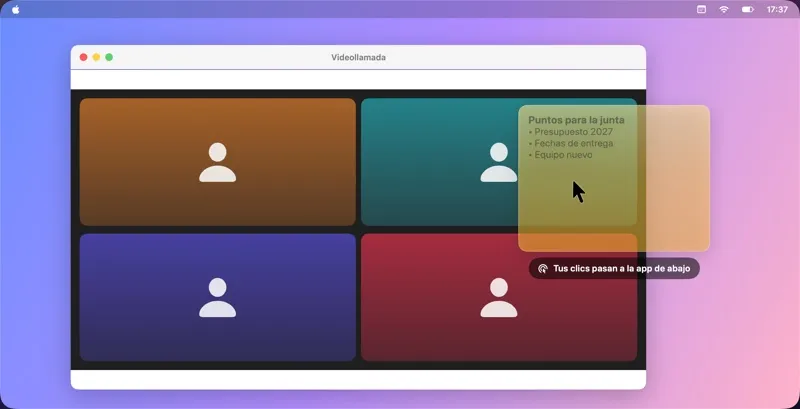 17:37
Videollamada
Puntos para la junta
• Presupuesto 2027
• Fechas de entrega
• Equipo nuevo
Tus clics pasan a la app de abajo